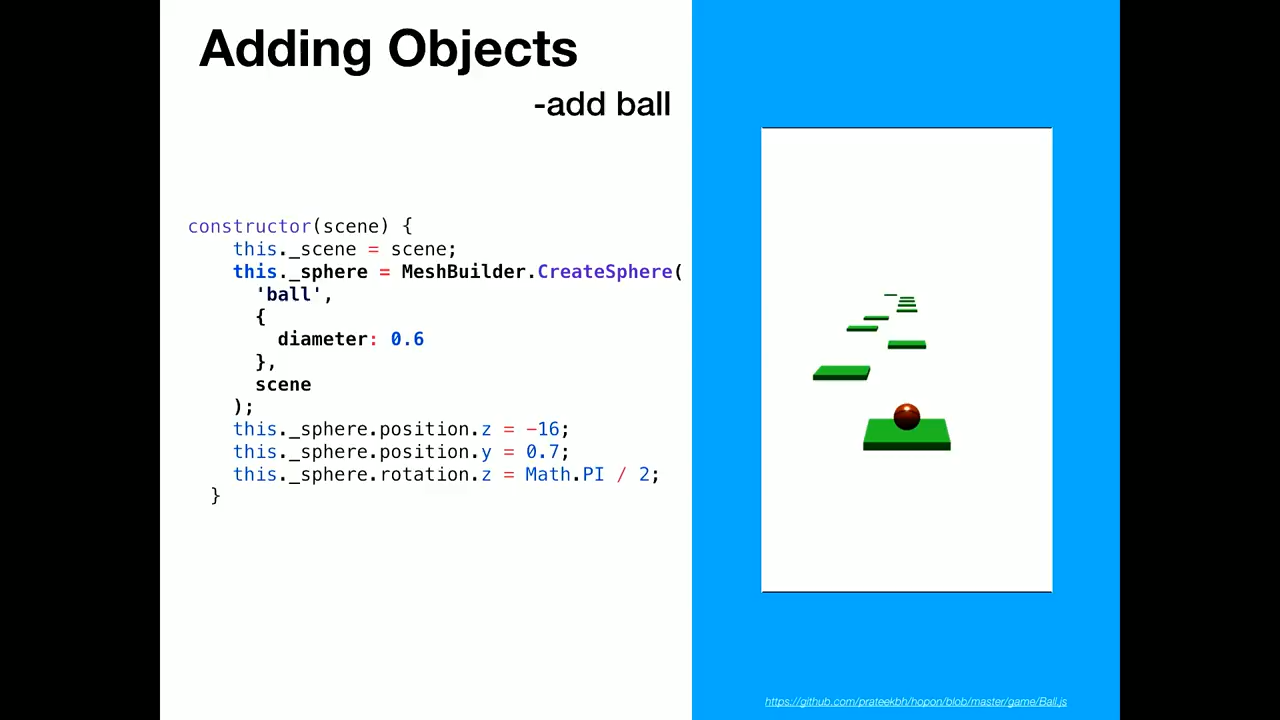 Adding Objects
-add ball
constructor(scene) {
this._scene = scene;
this._sphere = MeshBuilder.CreateSphere(
'ball',
{
diameter: 0.6
},
scene
);
this._sphere.position.z = −16;
this._sphere.position.y = 0.7;
this._sphere.rotation.z = Math.PI / 2;
}
https://github.com/prateekbh/hopon/blob/master/game/Ball.js